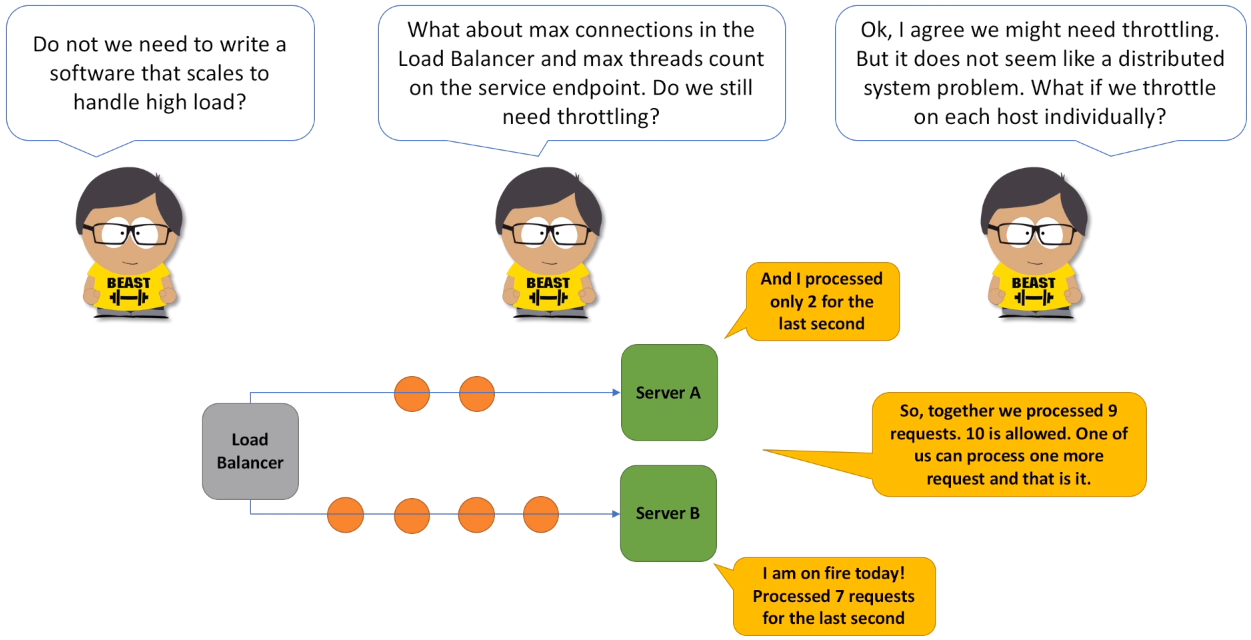 Do not we need to write a
software that scales to
handle high load?
What about max connections in the
Load Balancer and max threads count
on the service endpoint. Do we still
need throttling?
Ok, I agree we might need throttling.
But it does not seem like a distributed
system problem. What if we throttle
on each host individually?
BEAST
BEAST
BEAST
And I processed
only 2 for the
last second
Server A
Load
Balancer
So, together we processed 9
requests. 10 is allowed. One of
us can process one more
request and that is it.
Server B
I am on fire today!
Processed 7 requests
for the last second